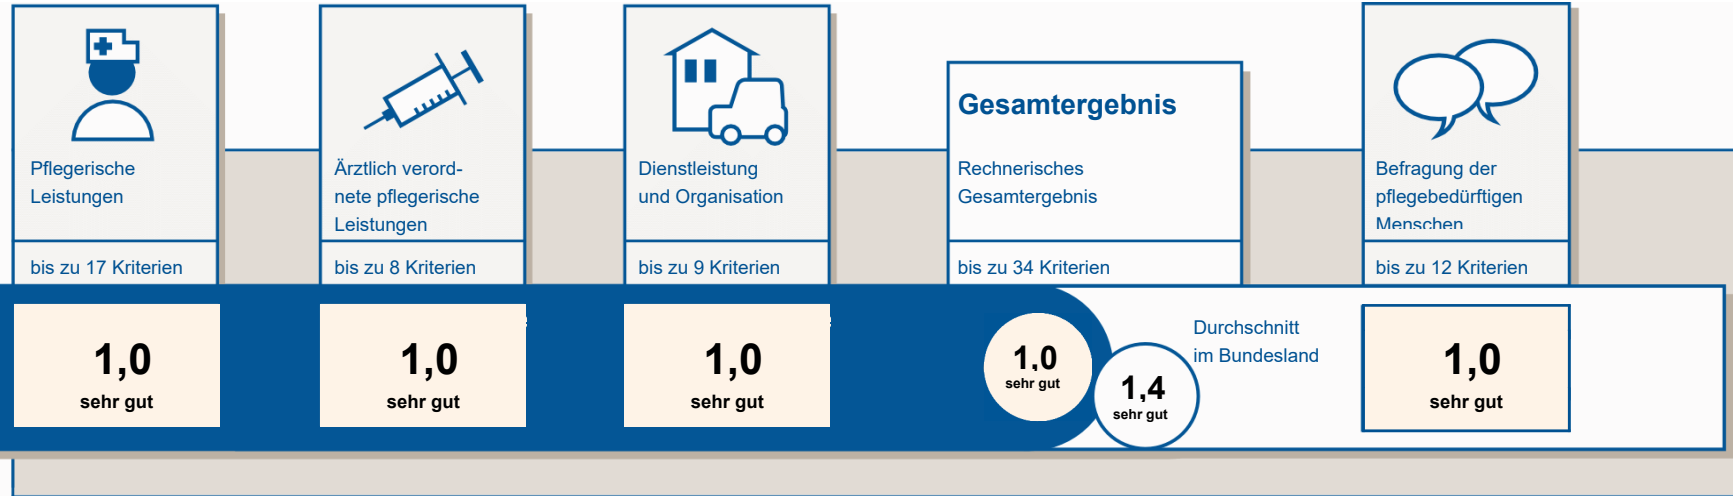 Pflegerische
Leistungen
bis zu 17 Kriterien
1,0
sehr gut
Ärztlich verord-
nete pflegerische
Leistungen
bis zu 8 Kriterien
1,0
sehr gut
Dienstleistung
und Organisation
bis zu 9 Kriterien
1,0
sehr gut
Gesamtergebnis
Rechnerisches
Gesamtergebnis
bis zu 34 Kriterien
1,0
sehr gut
1,4
sehr gut
Durchschnitt
im Bundesland
Befragung der
pflegebedürftigen
Menschen
bis zu 12 Kriterien
1,0
sehr gut